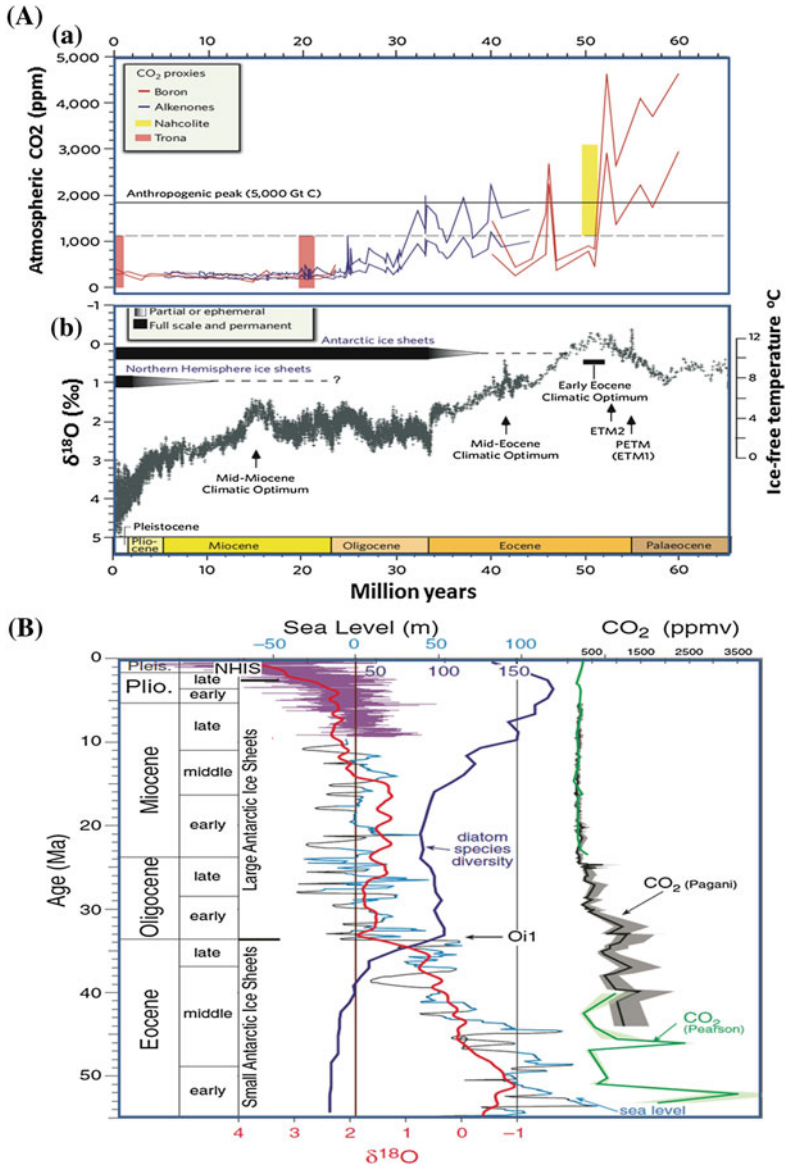 (A)
(a)
0 10 20 30 40 50 60
5,000
4,000
3,000
2,000
1,000
0
Atmospheric CO2 (ppm)
CO2 proxies
Boron
Alkenones
Nahcolite
Trona
Anthropogenic peak (5,000 Gt C)
(b)
Partial or ephemeral
Full scale and permanent
Antarctic ice sheets
Northern Hemisphere ice sheets
?
–1
0
1
2
3
4
5
δ18O (‰)
12
8
4
0
Ice-free temperature ºC
Early Eocene
Climatic Optimum
ETM2
PETM
(ETM1)
Mid-Eocene
Climatic Optimum
Mid-Miocene
Climatic Optimum
Pleistocene
Plio-
cene
Miocene
Oligocene
Eocene
Palaeocene
0 10 20 30 40 50 60
Million years
(B)
Sea Level (m)
CO2 (ppmv)
–50 0 50 100
500 1500 2500 3500
NHIS
50 100 150
0
10
20
30
40
50
Age (Ma)
Pleis.
Plio.
late
early
Miocene
late
middle
early
Oligocene
late
early
Eocene
late
middle
early
Large Antarctic Ice Sheets
Small Antarctic Ice Sheets
diatom
species
diversity
Oi1
CO2 (Pagani)
CO2
(Pearson)
sea level
4 3 2 1 0 –1
δ18O